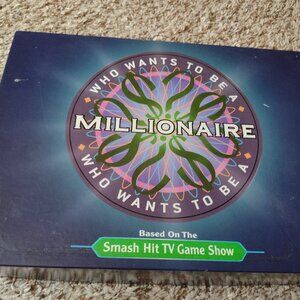 WHO WANTS TO BE A
MILLIONAIRE
WHO WANTS TO BE A
Based On The
Smash Hit TV Game Show